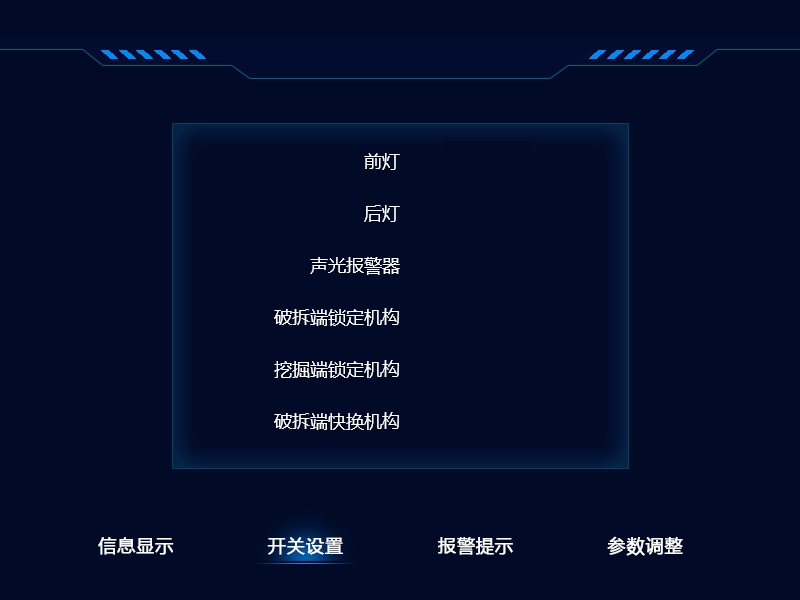 前灯
后灯
声光报警器
破拆端锁定机构
挖掘端锁定机构
破拆端快换机构
信息显示 开关设置 报警提示 参数调整